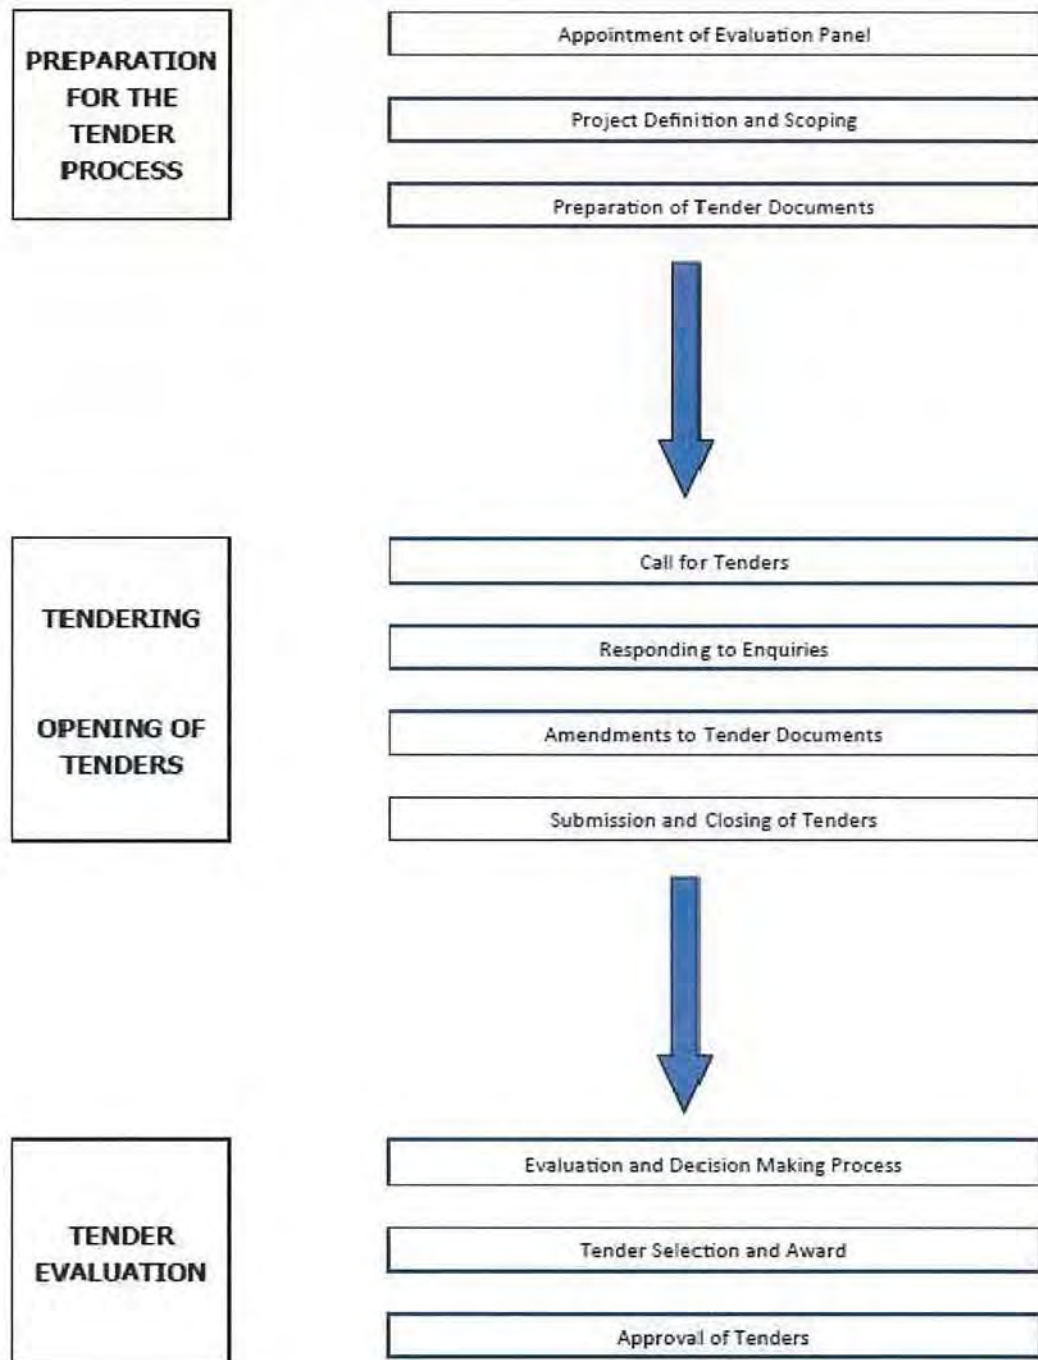 PREPARATION
FOR THE
TENDER
PROCESS
Appointment of Evaluation Panel
Project Definition and Scoping
Preparation of Tender Documents
TENDERING
OPENING OF
TENDERS
Call for Tenders
Responding to Enquiries
Amendments to Tender Documents
Submission and Closing of Tenders
TENDER
EVALUATION
Evaluation and Decision Making Process
Tender Selection and Award
Approval of Tenders